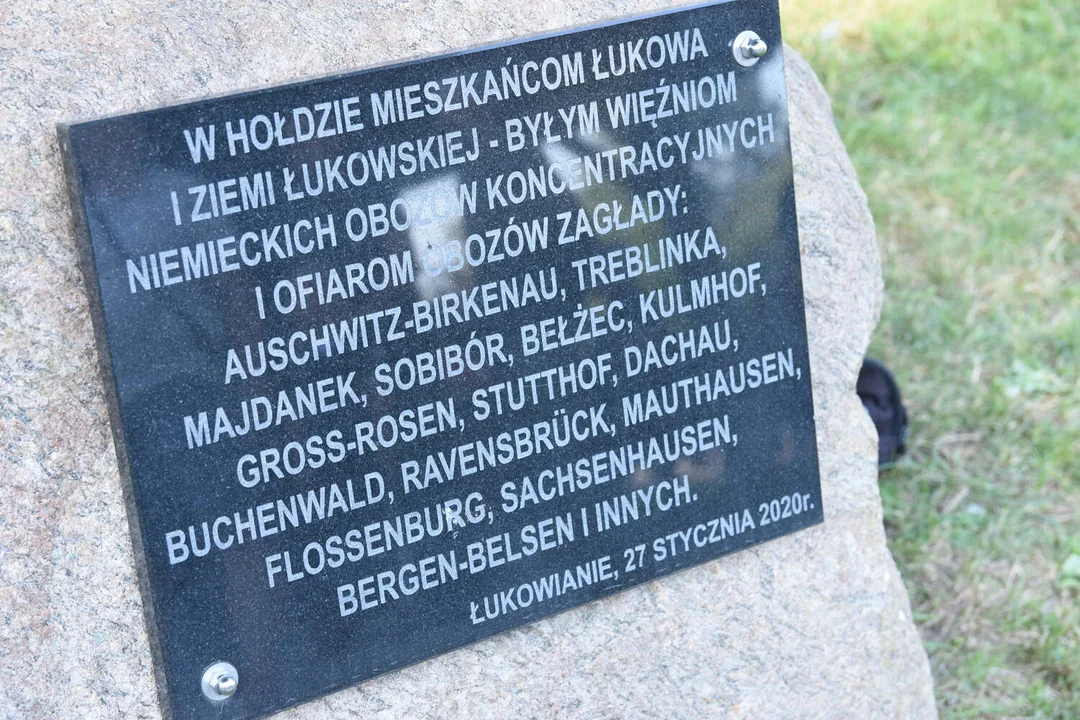 W HOŁDZIE MIESZKAŃCOM ŁUKOWA
I ZIEMI ŁUKOWSKIEJ - BYŁYM WIĘŹNIOM
NIEMIECKICH OBOZÓW KONCENTRACYJNYCH
I OFIAROM OBOZÓW ZAGŁADY:
AUSCHWITZ-BIRKENAU, TREBLINKA,
MAJDANEK, SOBIBÓR, BEŁŻEC, KULMHOF,
GROSS-ROSEN, STUTTHOF, DACHAU,
BUCHENWALD, RAVENSBRÜCK, MAUTHAUSEN,
FLOSSENBURG, SACHSENHAUSEN,
BERGEN-BELSEN I INNYCH.
ŁUKOWIANIE, 27 STYCZNIA 2020r.